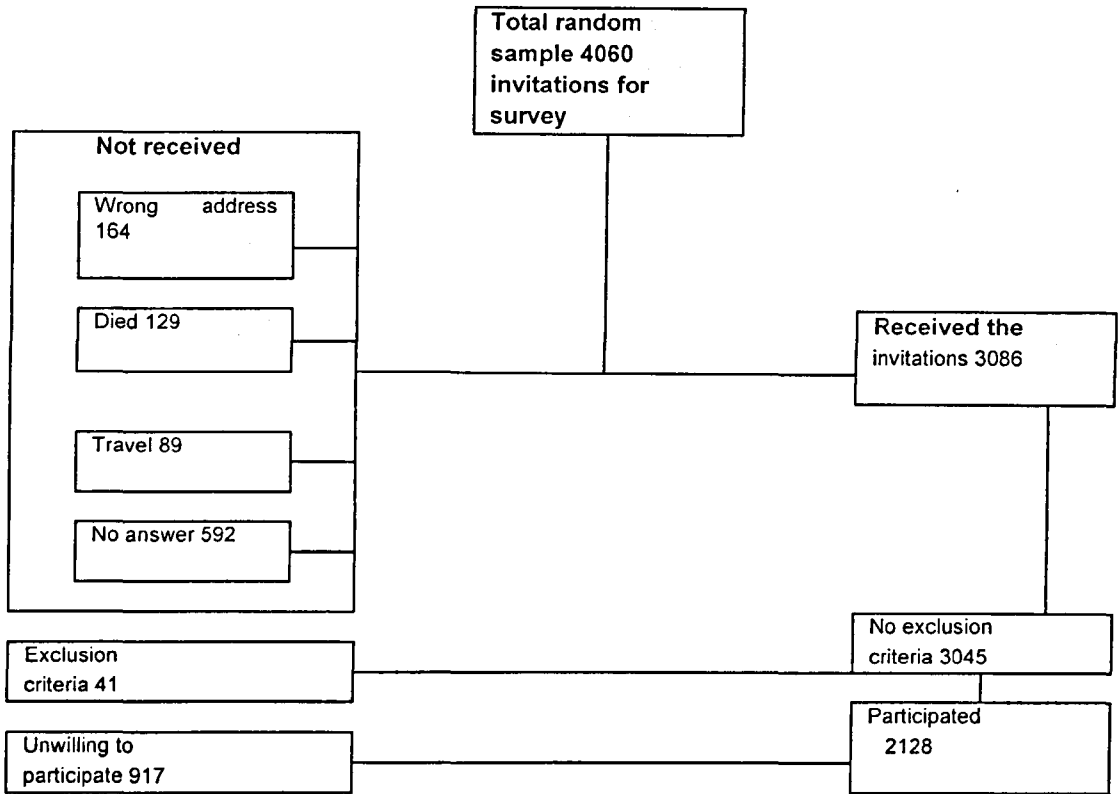 Total random
sample 4060
invitations for
survey
Not received
Wrong address
164
Died 129
Travel 89
No answer 592
Received the
invitations 3086
No exclusion
criteria 3045
Exclusion
criteria 41
Participated
2128
Unwilling to
participate 917